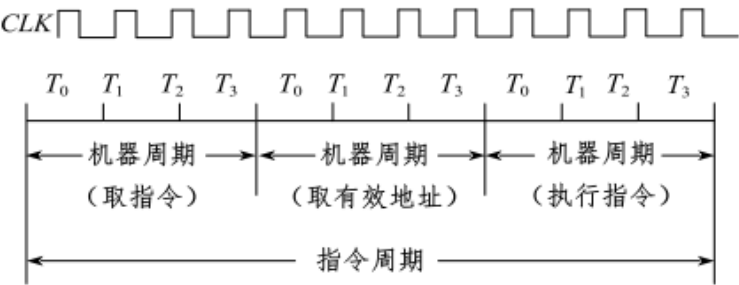 CLK
T₀ T₁ T₂ T₃ T₀ T₁ T₂ T₃ T₀ T₁ T₂ T₃
机器周期 机器周期 机器周期
（取指令） （取有效地址） （执行指令）
指令周期